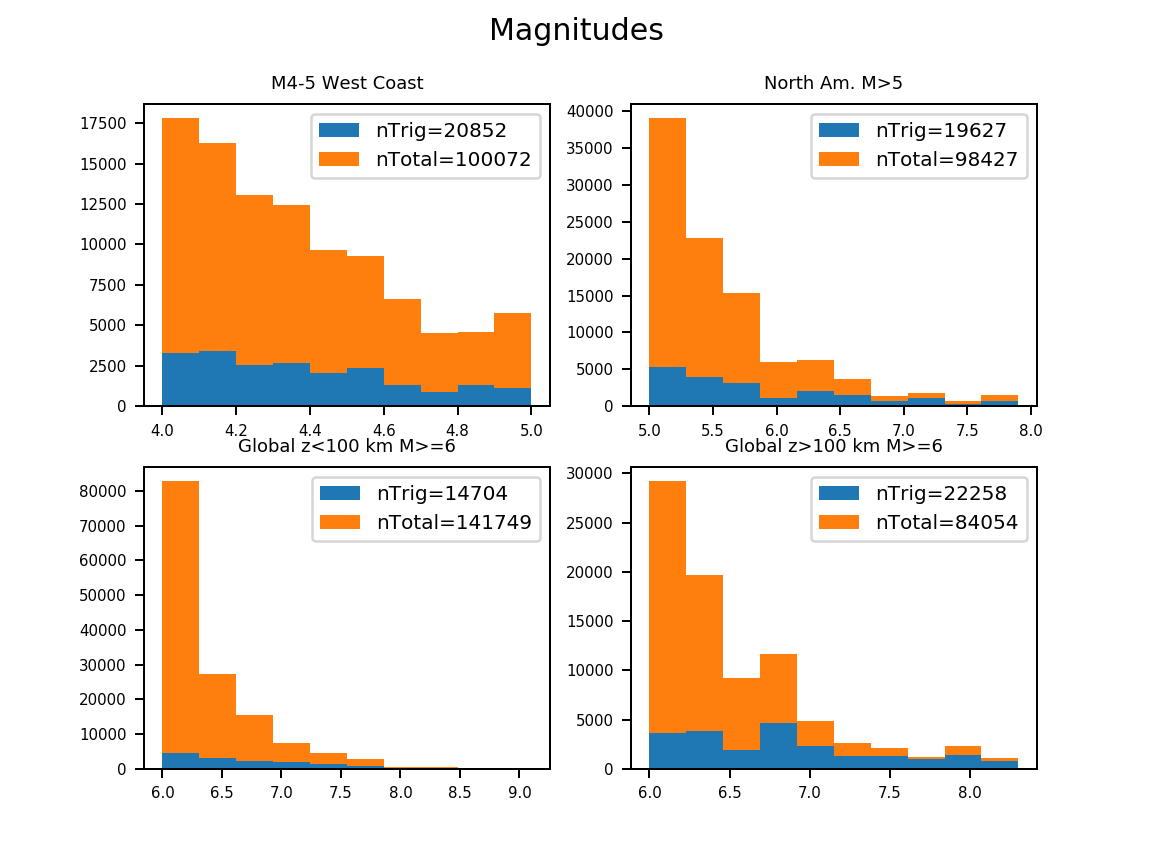 Magnitudes
M4-5 West Coast
North Am. M>5
17500
15000
12500
10000
7500
5000
2500
0
nTrig=20852
nTotal=100072
4.0 4.2 4.4 4.6 4.8 5.0
40000
35000
30000
25000
20000
15000
10000
5000
0
nTrig=19627
nTotal=98427
5.0 5.5 6.0 6.5 7.0 7.5 8.0
Global z<100 km M>=6
Global z>100 km M>=6
80000
70000
60000
50000
40000
30000
20000
10000
0
nTrig=14704
nTotal=141749
6.0 6.5 7.0 7.5 8.0 8.5 9.0
30000
25000
20000
15000
10000
5000
0
nTrig=22258
nTotal=84054
6.0 6.5 7.0 7.5 8.0